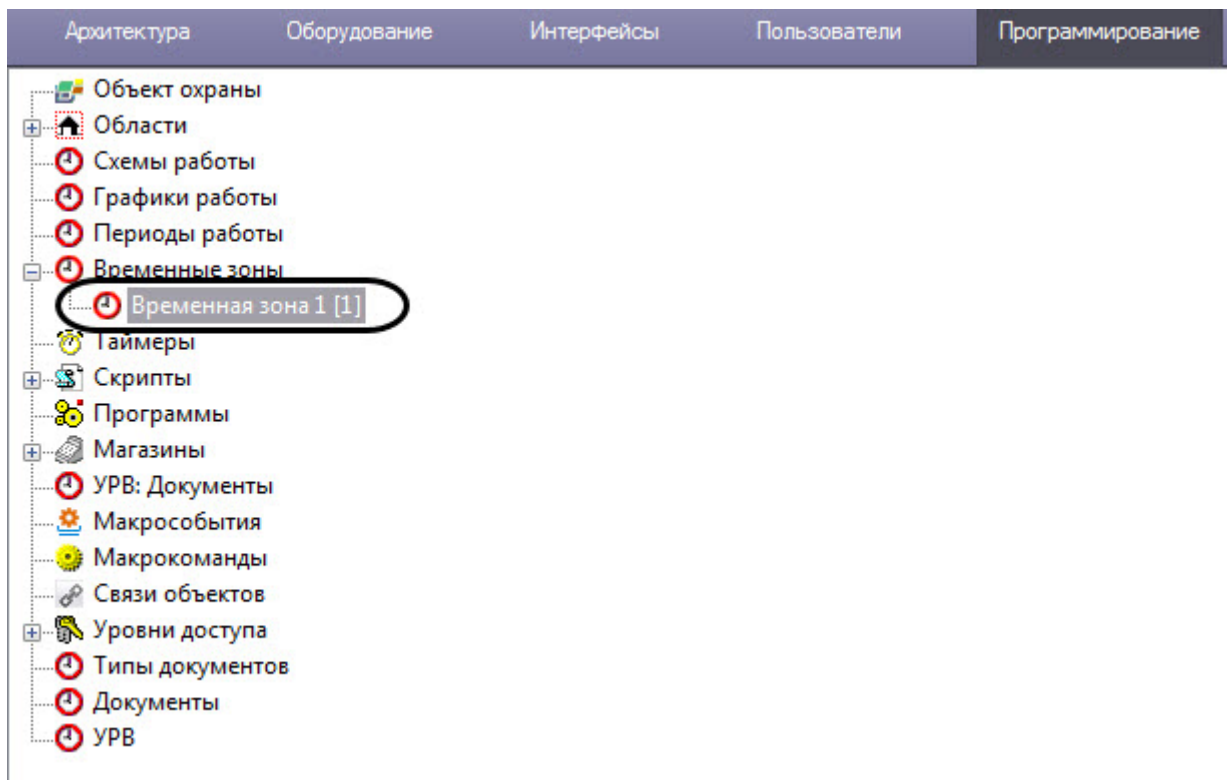 Архитектура Оборудование Интерфейсы Пользователи Программирование
Объект охраны
Области
Схемы работы
Графики работы
Периоды работы
Временные зоны
Временная зона 1 [1]
Таймеры
Скрипты
Программы
Магазины
УРВ: Документы
Макрособытия
Макрокоманды
Связи объектов
Уровни доступа
Типы документов
Документы
УРВ